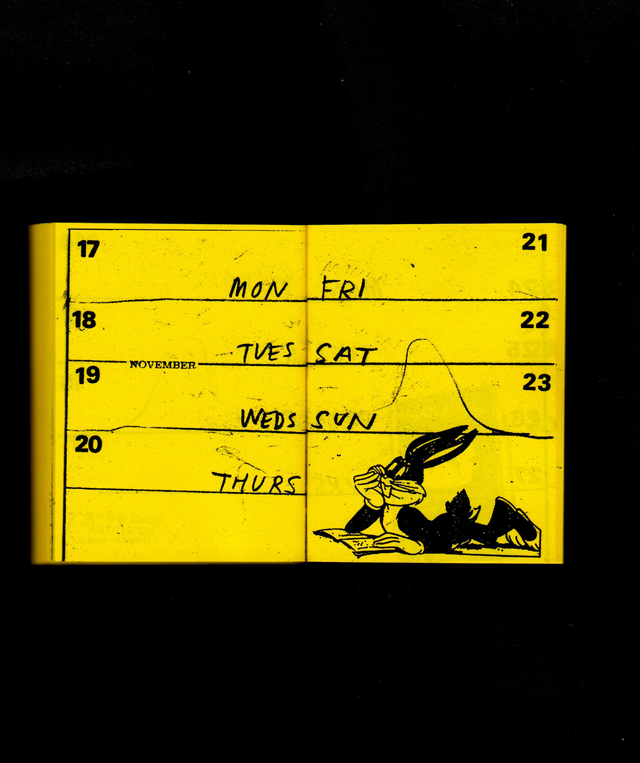 17
MON
18
TUES
NOVEMBER
19
WEDS
20
THURS
21
FRI
22
SAT
23
SUN